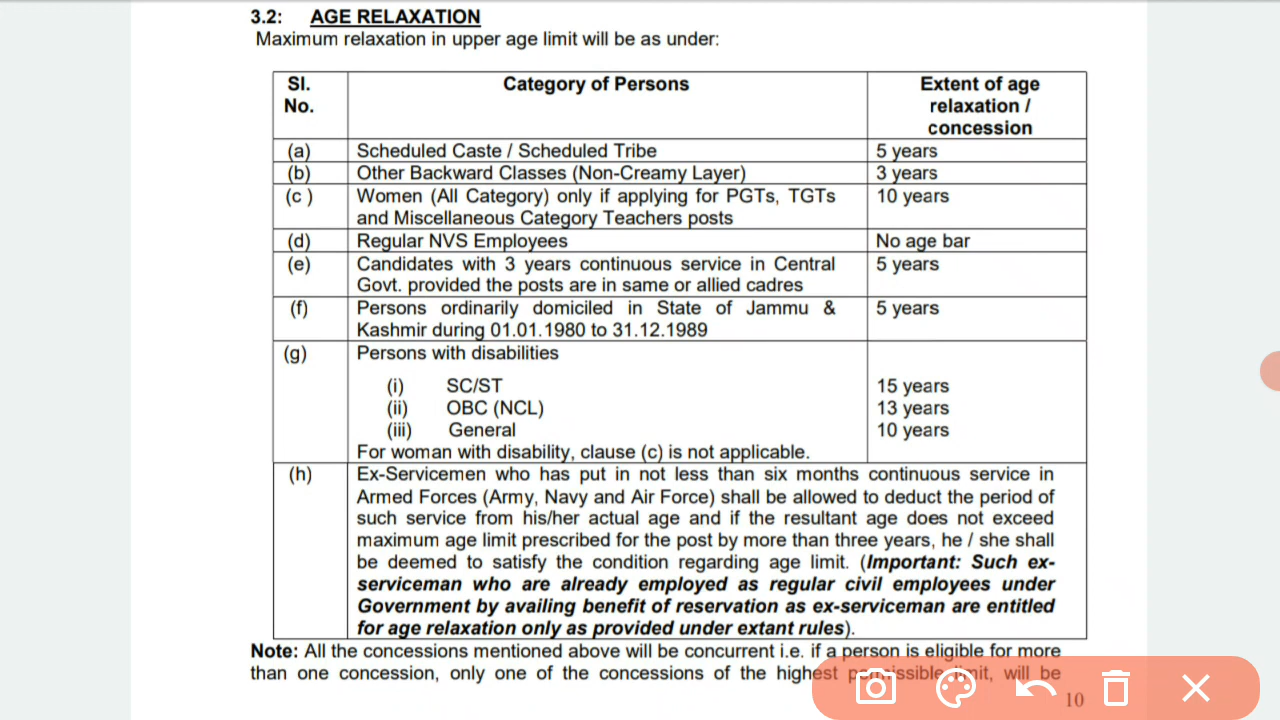 3.2: AGE RELAXATION
Maximum relaxation in upper age limit will be as under:
Sl. No. Category of Persons Extent of age relaxation / concession
(a) Scheduled Caste / Scheduled Tribe 5 years
(b) Other Backward Classes (Non-Creamy Layer) 3 years
(c ) Women (All Category) only if applying for PGTs, TGTs 10 years
and Miscellaneous Category Teachers posts
(d) Regular NVS Employees No age bar
(e) Candidates with 3 years continuous service in Central 5 years
Govt. provided the posts are in same or allied cadres
(f) Persons ordinarily domiciled in State of Jammu & 5 years
Kashmir during 01.01.1980 to 31.12.1989
(g) Persons with disabilities
(i) SC/ST 15 years
(ii) OBC (NCL) 13 years
(iii) General 10 years
For woman with disability, clause (c) is not applicable.
(h) Ex-Servicemen who has put in not less than six months continuous service in
Armed Forces (Army, Navy and Air Force) shall be allowed to deduct the period of
such service from his/her actual age and if the resultant age does not exceed
maximum age limit prescribed for the post by more than three years, he / she shall
be deemed to satisfy the condition regarding age limit. (Important: Such ex-
serviceman who are already employed as regular civil employees under
Government by availing benefit of reservation as ex-serviceman are entitled
for age relaxation only as provided under extant rules).
Note: All the concessions mentioned above will be concurrent i.e. if a person is eligible for more
than one concession, only one of the concessions of the highest will be
10